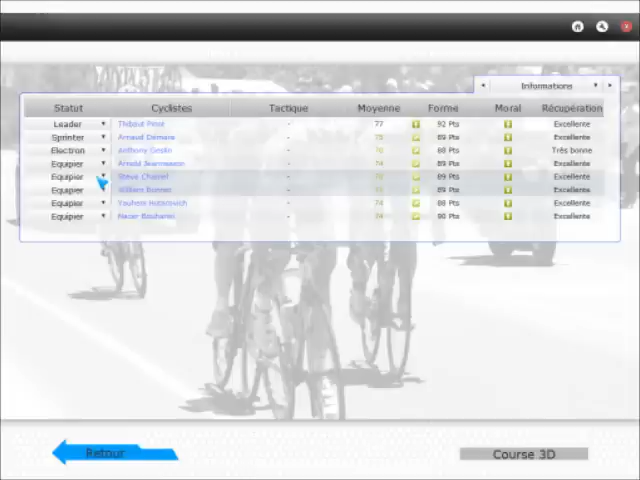 Informations
Statut Cyclistes Tactique Moyenne Forme Moral Récupération
Leader Thibaut Pinot - 77 92 Pts Excellente
Sprinter Arnaud Démare - 75 89 Pts Excellente
Electron Anthony Geslin - 70 88 Pts Très bonne
Equipier Arnold Jeannesson - 74 89 Pts Excellente
Equipier Steve Chainel - 89 Pts Excellente
Equipier William Bonnet - 89 Pts Excellente
Equipier Yauheni Hutarovich - 74 88 Pts Excellente
Equipier Nacer Bouhanni - 74 90 Pts Excellente
Retour
Course 3D